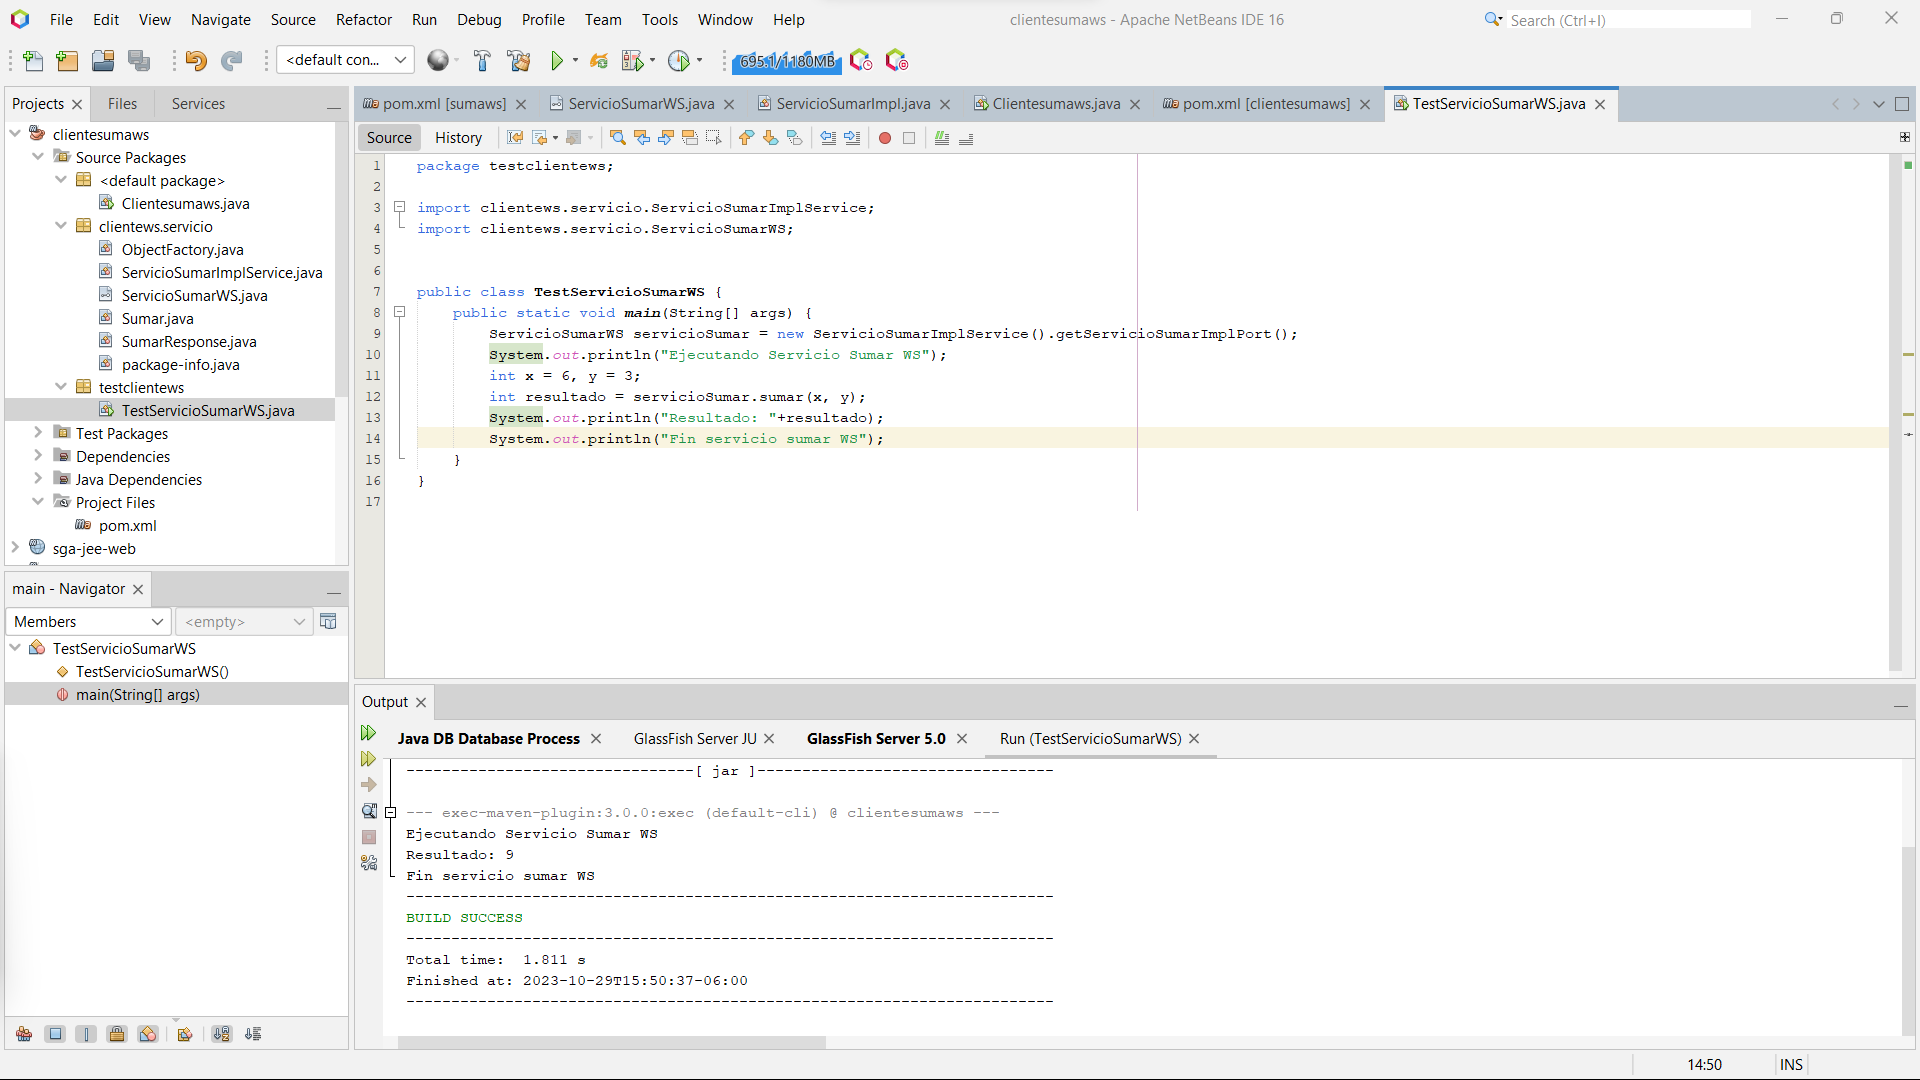 File Edit View Navigate Source Refactor Run Debug Profile Team Tools Window Help
clientesumaws - Apache NetBeans IDE 16
Search (Ctrl+I)
<default con...
695.1/1180MB
Projects Files Services
clientesumaws
Source Packages
<default package>
Clientesumaws.java
clientews.servicio
ObjectFactory.java
ServicioSumarImplService.java
ServicioSumarWS.java
Sumar.java
SumarResponse.java
package-info.java
testclientews
TestServicioSumarWS.java
Test Packages
Dependencies
Java Dependencies
Project Files
pom.xml
sga-jee-web
main - Navigator
Members <empty>
TestServicioSumarWS
TestServicioSumarWS()
main(String[] args)
pom.xml [sumaws] ServicioSumarWS.java ServicioSumarImpl.java Clientesumaws.java pom.xml [clientesumaws] TestServicioSumarWS.java
Source History
1 package testclientews;
2
3 import clientews.servicio.ServicioSumarImplService;
4 import clientews.servicio.ServicioSumarWS;
5
6
7 public class TestServicioSumarWS {
8 public static void main(String[] args) {
9 ServicioSumarWS servicioSumar = new ServicioSumarImplService().getServicioSumarImplPort();
10 System.out.println("Ejecutando Servicio Sumar WS");
11 int x = 6, y = 3;
12 int resultado = servicioSumar.sumar(x, y);
13 System.out.println("Resultado: "+resultado);
14 System.out.println("Fin servicio sumar WS");
15 }
16 }
17
Output
Java DB Database Process GlassFish Server JU GlassFish Server 5.0 Run (TestServicioSumarWS)
--------------------------------[ jar ]---------------------------------
--- exec-maven-plugin:3.0.0:exec (default-cli) @ clientesumaws ---
Ejecutando Servicio Sumar WS
Resultado: 9
Fin servicio sumar WS
------------------------------------------------------------------------
BUILD SUCCESS
------------------------------------------------------------------------
Total time:  1.811 s
Finished at: 2023-10-29T15:50:37-06:00
------------------------------------------------------------------------
14:50 INS